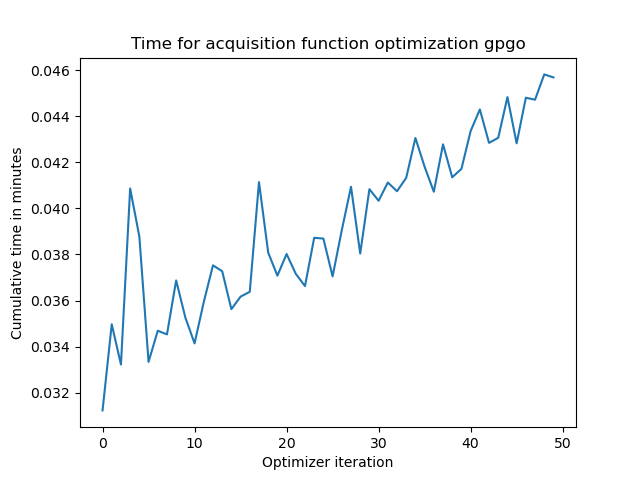 Time for acquisition function optimization gpgo
Cumulative time in minutes
0.046
0.044
0.042
0.040
0.038
0.036
0.034
0.032
0 10 20 30 40 50
Optimizer iteration